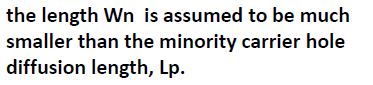 the length Wn is assumed to be much
smaller than the minority carrier hole
diffusion length, Lp.